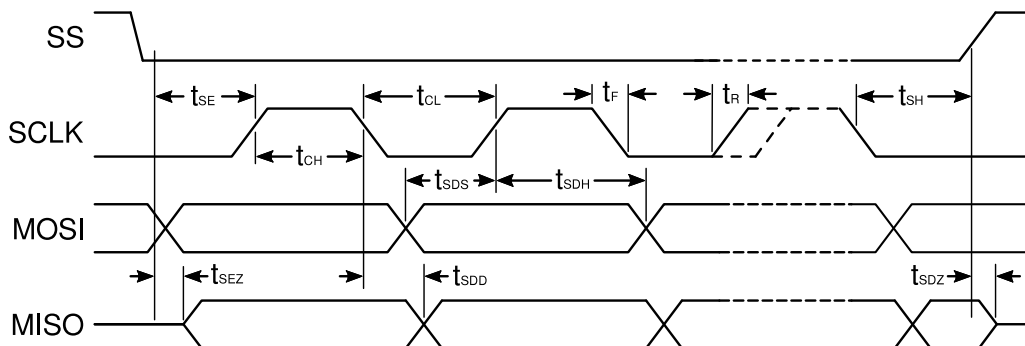 SS
tSE tCL tF tR tSH
SCLK
tCH
tSDS tSDH
MOSI
tSEZ tSDD tSDZ
MISO